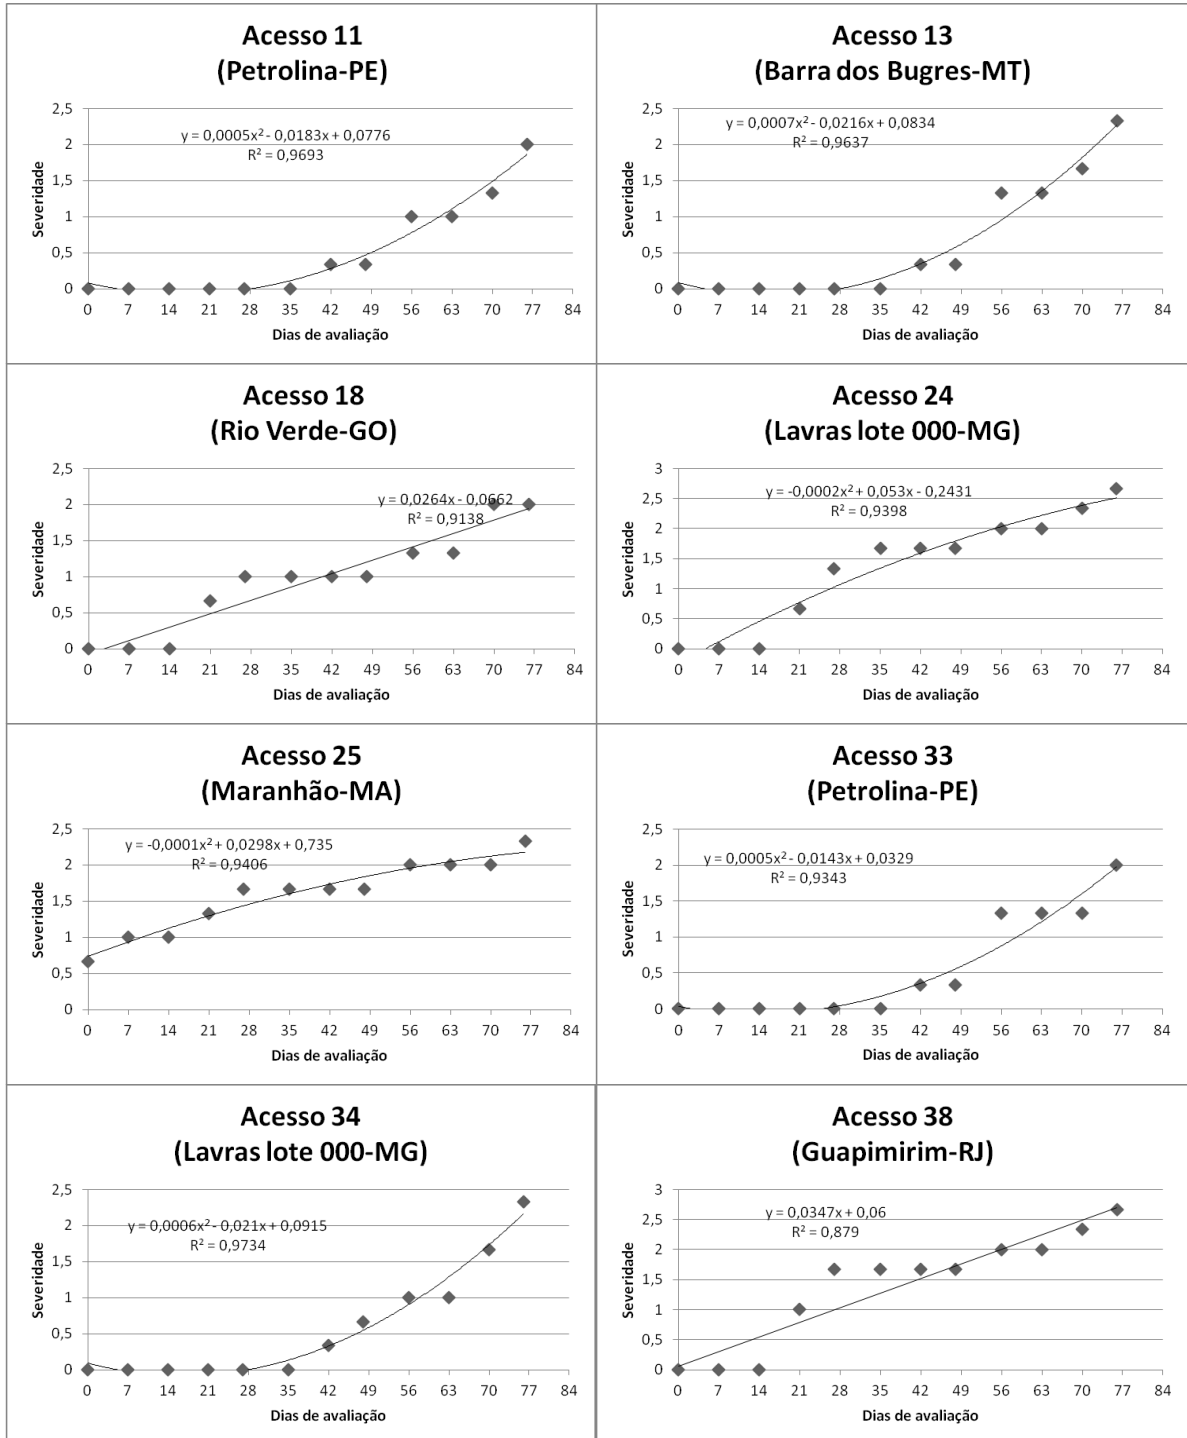 Acesso 11
(Petrolina-PE)
y = 0,0005x² - 0,0183x + 0,0776
R² = 0,9693
Severidade
2,5
2
1,5
1
0,5
0
0 7 14 21 28 35 42 49 56 63 70 77 84
Dias de avaliação
Acesso 13
(Barra dos Bugres-MT)
y = 0,0007x² - 0,0216x + 0,0834
R² = 0,9637
Severidade
2,5
2
1,5
1
0,5
0
0 7 14 21 28 35 42 49 56 63 70 77 84
Dias de avaliação
Acesso 18
(Rio Verde-GO)
y = 0,0264x - 0,0662
R² = 0,9138
Severidade
2,5
2
1,5
1
0,5
0
0 7 14 21 28 35 42 49 56 63 70 77 84
Dias de avaliação
Acesso 24
(Lavras lote 000-MG)
y = -0,0002x² + 0,053x - 0,2431
R² = 0,9398
Severidade
3
2,5
2
1,5
1
0,5
0
0 7 14 21 28 35 42 49 56 63 70 77 84
Dias de avaliação
Acesso 25
(Maranhão-MA)
y = -0,0001x² + 0,0298x + 0,735
R² = 0,9406
Severidade
2,5
2
1,5
1
0,5
0
0 7 14 21 28 35 42 49 56 63 70 77 84
Dias de avaliação
Acesso 33
(Petrolina-PE)
y = 0,0005x² - 0,0143x + 0,0329
R² = 0,9343
Severidade
2,5
2
1,5
1
0,5
0
0 7 14 21 28 35 42 49 56 63 70 77 84
Dias de avaliação
Acesso 34
(Lavras lote 000-MG)
y = 0,0006x² - 0,021x + 0,0915
R² = 0,9734
Severidade
2,5
2
1,5
1
0,5
0
0 7 14 21 28 35 42 49 56 63 70 77 84
Dias de avaliação
Acesso 38
(Guapimirim-RJ)
y = 0,0347x + 0,06
R² = 0,879
Severidade
3
2,5
2
1,5
1
0,5
0
0 7 14 21 28 35 42 49 56 63 70 77 84
Dias de avaliação